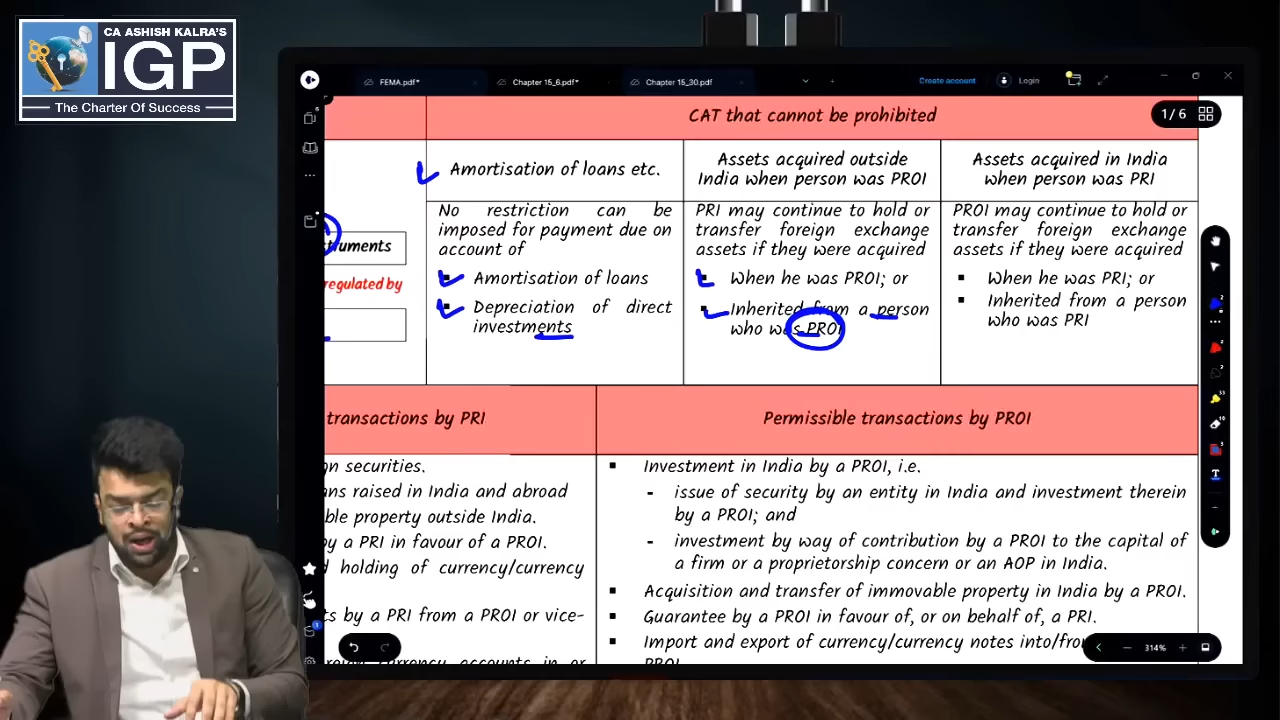 CA ASHISH KALRA'S
IGP
The Charter Of Success
FEMA.pdf*
Chapter 15_6.pdf*
Chapter 15_30.pdf
Create account
Login
CAT that cannot be prohibited
1/6
Amortisation of loans etc.
Assets acquired outside
India when person was PROI
Assets acquired in India
when person was PRI
struments
regulated by
No restriction can be
imposed for payment due on
account of
▪ Amortisation of loans
▪ Depreciation of direct
investments
PRI may continue to hold or
transfer foreign exchange
assets if they were acquired
▪ When he was PROI; or
▪ Inherited from a person
who was PROI
PROI may continue to hold or
transfer foreign exchange
assets if they were acquired
▪ When he was PRI; or
▪ Inherited from a person
who was PRI
transactions by PRI
gn securities.
ans raised in India and abroad
ble property outside India.
by a PRI in favour of a PROI.
d holding of currency/currency
ts by a PRI from a PROI or vice-
currency accounts in or
Permissible transactions by PROI
▪ Investment in India by a PROI, i.e.
- issue of security by an entity in India and investment therein
by a PROI; and
- investment by way of contribution by a PROI to the capital of
a firm or a proprietorship concern or an AOP in India.
▪ Acquisition and transfer of immovable property in India by a PROI.
▪ Guarantee by a PROI in favour of, or on behalf of, a PRI.
▪ Import and export of currency/currency notes into/from
PROI
314%